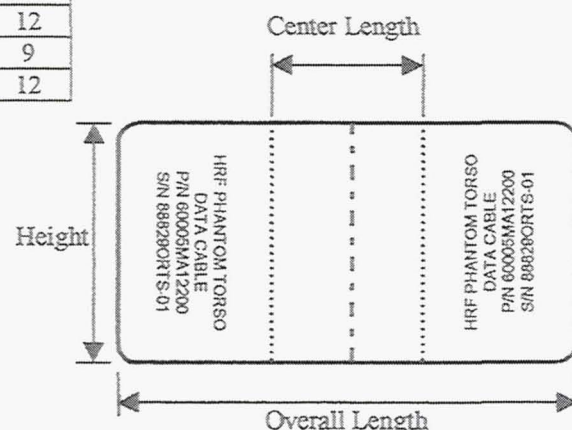 12
9
12
Center Length
Height
HRF PHANTOM TORSO
DATA CABLE
P/N 60005MA12200
S/N 88828ORTS-01
HRF PHANTOM TORSO
DATA CABLE
P/N 60005MA12200
S/N 88828ORTS-01
Overall Length